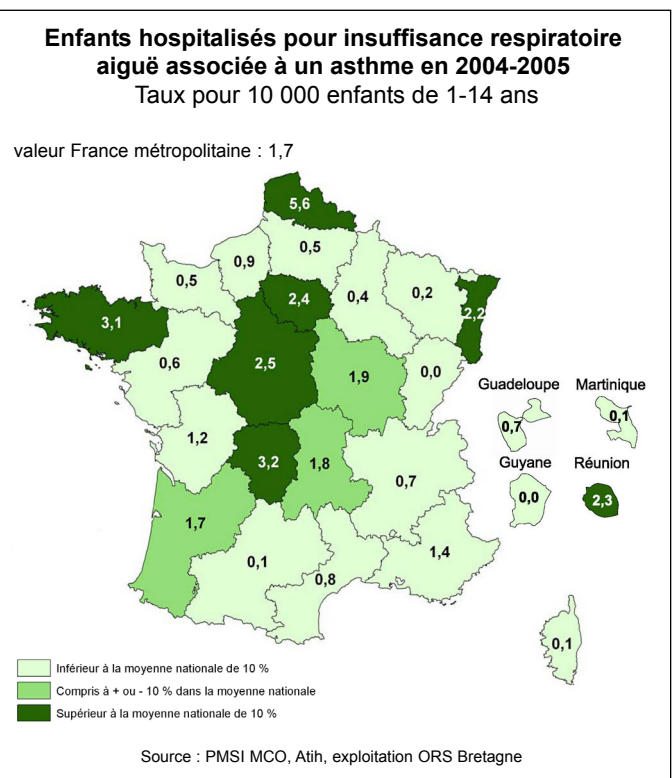 Enfants hospitalisés pour insuffisance respiratoire
aiguë associée à un asthme en 2004-2005
Taux pour 10 000 enfants de 1-14 ans
valeur France métropolitaine : 1,7
5,6
0,5
0,9
0,5
2,4
0,4
0,2
2,2
3,1
0,6
2,5
1,9
0,0
Guadeloupe
Martinique
0,7
0,1
1,2
3,2
1,8
0,7
Guyane
Réunion
0,0
2,3
1,7
0,1
0,8
1,4
0,1
Inférieur à la moyenne nationale de 10 %
Compris à + ou - 10 % dans la moyenne nationale
Supérieur à la moyenne nationale de 10 %
Source : PMSI MCO, Atih, exploitation ORS Bretagne